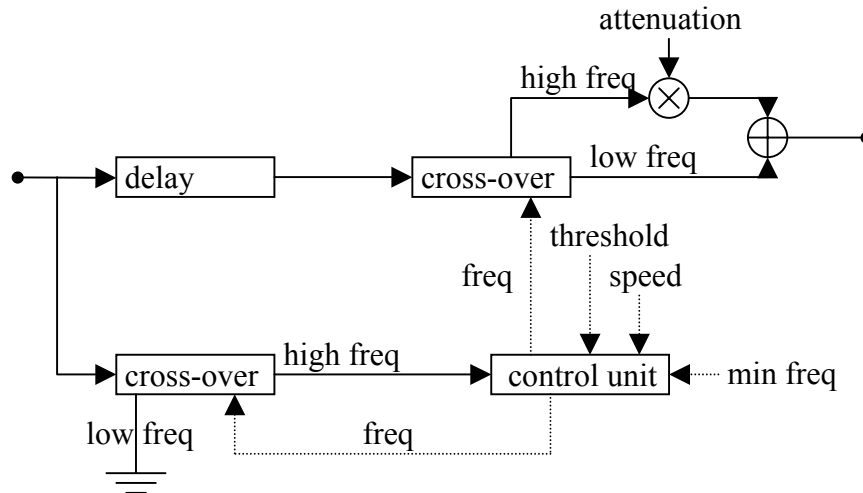 attenuation
high freq
low freq
delay
cross-over
threshold
freq
speed
high freq
cross-over
control unit
min freq
low freq
freq